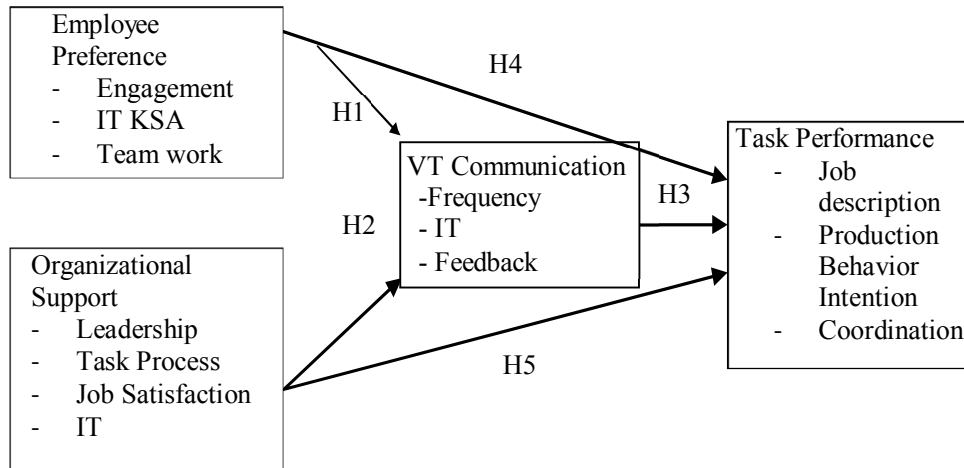 Employee
Preference
- Engagement
- IT KSA
- Team work
H4
H1
VT Communication
-Frequency
- IT
- Feedback
H3
Task Performance
- Job
description
- Production
Behavior
Intention
- Coordination
H2
Organizational
Support
- Leadership
- Task Process
- Job Satisfaction
- IT
H5